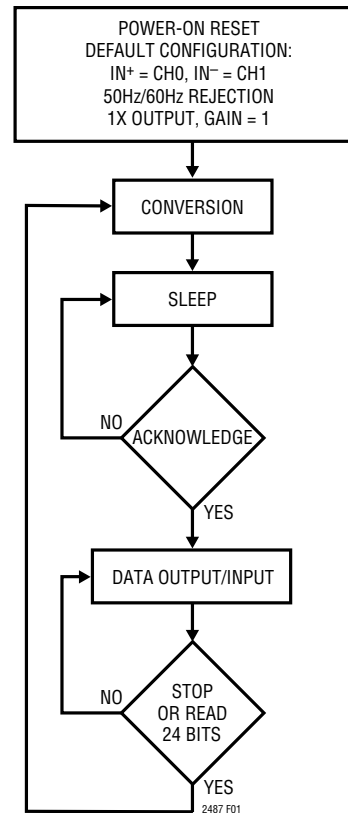 POWER-ON RESET
DEFAULT CONFIGURATION:
IN⁺ = CH0, IN⁻ = CH1
50Hz/60Hz REJECTION
1X OUTPUT, GAIN = 1
CONVERSION
SLEEP
NO
ACKNOWLEDGE
YES
DATA OUTPUT/INPUT
NO
STOP
OR READ
24 BITS
YES
2487 F01